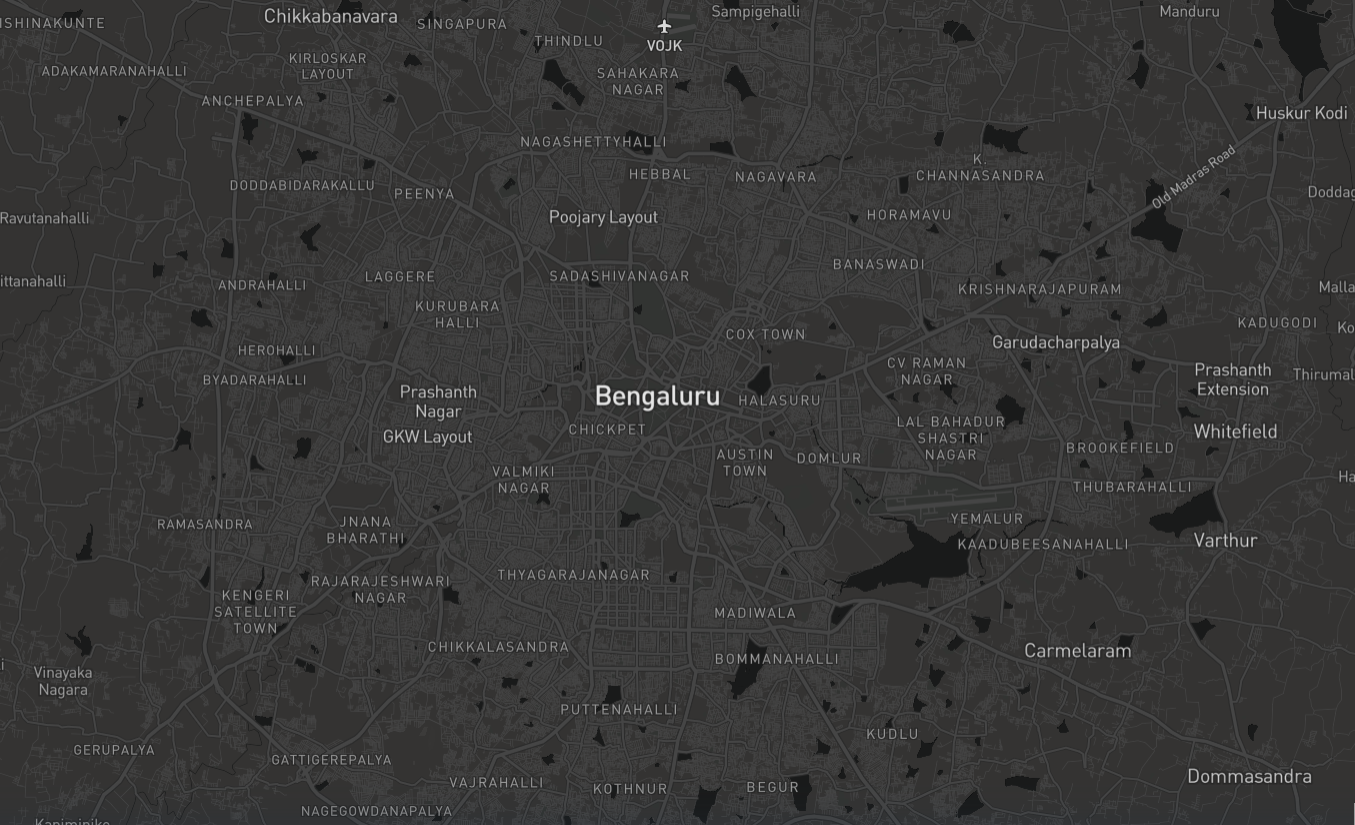 ISHINAKUNTE
Chikkabanavara
SINGAPURA
Sampigehalli
Manduru
THINDLU
VOJK
KIRLOSKAR
LAYOUT
ADAKAMARANAHALLI
SAHAKARA
NAGAR
ANCHEPALYA
Huskur Kodi
NAGASHETTYHALLI
Old Madras Road
K.
CHANNASANDRA
HEBBAL
NAGAVARA
DODDABIDARAKALLU
PEENYA
Doddag
Ravutanahalli
Poojary Layout
HORAMAVU
BANASWADI
LAGGERE
SADASHIVANAGAR
ittanahalli
ANDRAHALLI
KRISHNARAJAPURAM
Malla
KURUBARA
HALLI
KADUGODI
Ko
COX TOWN
Garudacharpalya
HEROHALLI
CV RAMAN
NAGAR
Prashanth
Extension
Thirumal
BYADARAHALLI
Prashanth
Nagar
Bengaluru
HALASURU
CHICKPET
LAL BAHADUR
SHASTRI
NAGAR
Whitefield
GKW Layout
BROOKEFIELD
AUSTIN
TOWN
DOMLUR
VALMIKI
NAGAR
Ha
THUBARAHALLI
RAMASANDRA
JNANA
BHARATHI
YEMALUR
Varthur
KAADUBEESANAHALLI
THYAGARAJANAGAR
RAJARAJESHWARI
NAGAR
KENGERI
SATELLITE
TOWN
MADIWALA
CHIKKALASANDRA
Carmelaram
BOMMANAHALLI
i
Vinayaka
Nagara
PUTTENAHALLI
KUDLU
GERUPALYA
GATTIGEREPALYA
Dommasandra
VAJRAHALLI
KOTHNUR
BEGUR
NAGEGOWDANAPALYA